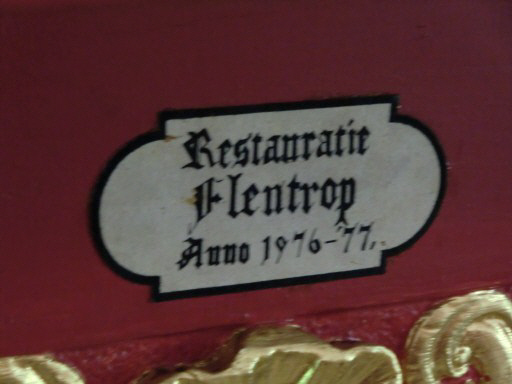 Restauratie
Flentrop
Anno 1976-'77.